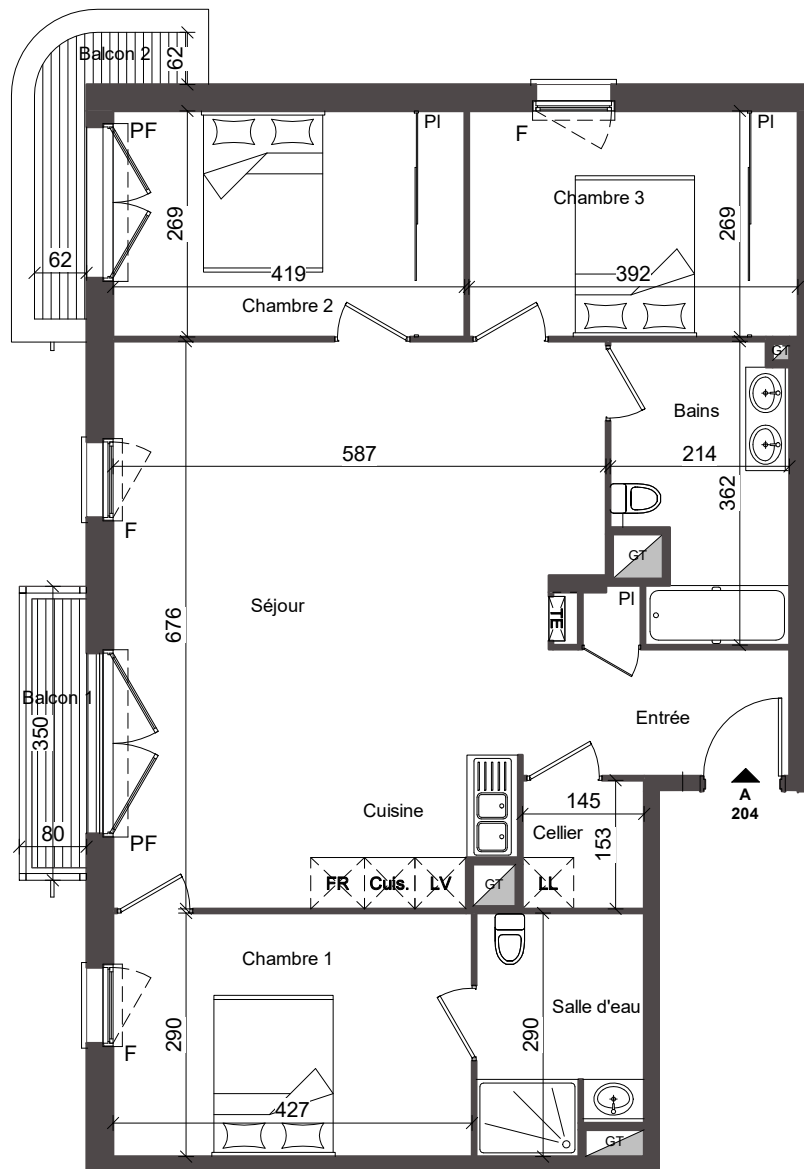 Balcon 2
62
PF
Pl
F
Pl
Chambre 3
269
269
62
419
392
Chambre 2
GT
Bains
587
214
362
F
GT
676
Séjour
TE
Pl
Balcon 1
350
Entrée
A
204
Cuisine
145
Cellier
153
80
PF
FR
Cuis.
LV
GT
LL
Chambre 1
290
290
Salle d'eau
F
427
GT